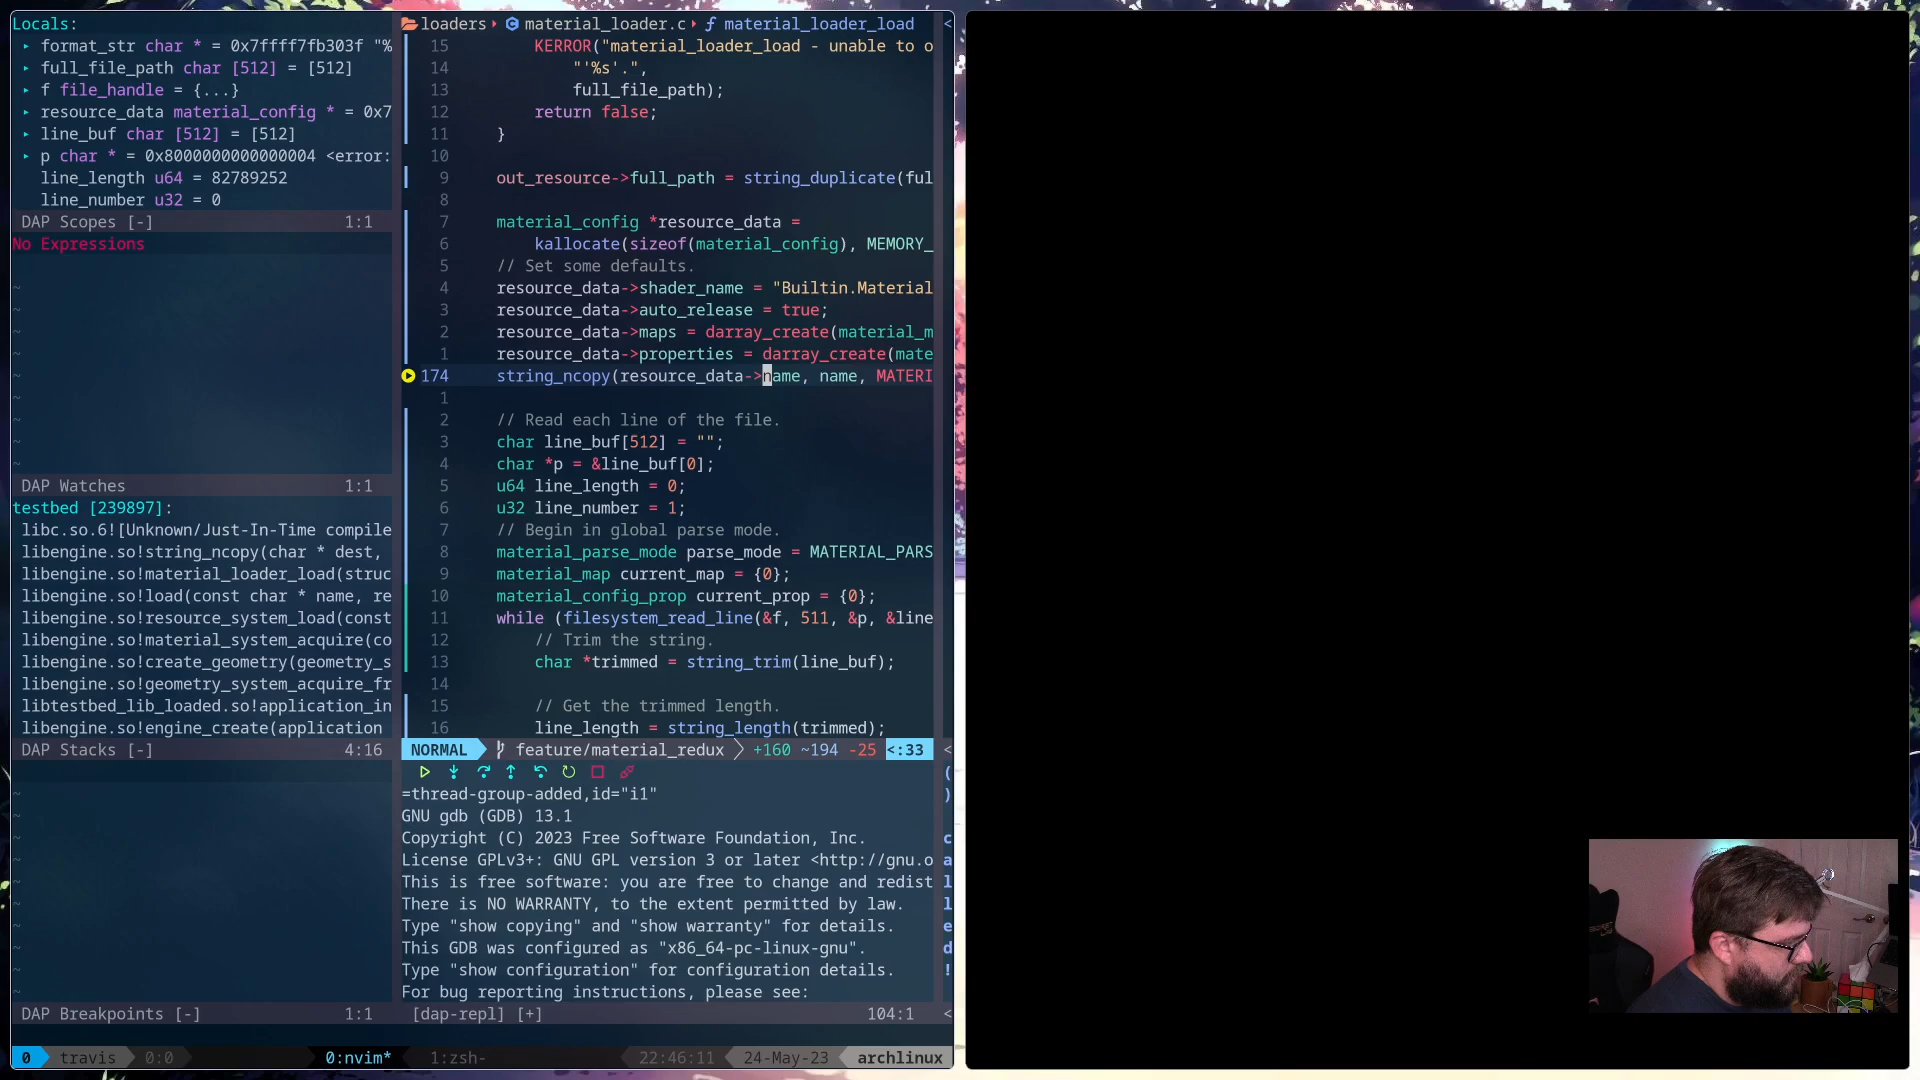 Locals:
▸ format_str char * = 0x7ffff7fb303f "%
▸ full_file_path char [512] = [512]
▸ f file_handle = {...}
▸ resource_data material_config * = 0x7
▸ line_buf char [512] = [512]
▸ p char * = 0x8000000000000004 <error:
line_length u64 = 82789252
line_number u32 = 0
DAP Scopes [-] 1:1
No Expressions
~
~
~
~
~
~
~
~
~
DAP Watches 1:1
testbed [239897]:
libc.so.6![Unknown/Just-In-Time compile
libengine.so!string_ncopy(char * dest,
libengine.so!material_loader_load(struc
libengine.so!load(const char * name, re
libengine.so!resource_system_load(const
libengine.so!material_system_acquire(co
libengine.so!create_geometry(geometry_s
libengine.so!geometry_system_acquire_fr
libtestbed_lib_loaded.so!application_in
libengine.so!engine_create(application
DAP Stacks [-] 4:16
~
~
~
~
~
~
~
~
~
~
DAP Breakpoints [-] 1:1
loaders › material_loader.c › ƒ material_loader_load <
15 KERROR("material_loader_load - unable to o
14 "'%s'.",
13 full_file_path);
12 return false;
11 }
10
9 out_resource->full_path = string_duplicate(ful
8
7 material_config *resource_data =
6 kallocate(sizeof(material_config), MEMORY_
5 // Set some defaults.
4 resource_data->shader_name = "Builtin.Material
3 resource_data->auto_release = true;
2 resource_data->maps = darray_create(material_m
1 resource_data->properties = darray_create(mate
174 string_ncopy(resource_data->name, name, MATERI
1
2 // Read each line of the file.
3 char line_buf[512] = "";
4 char *p = &line_buf[0];
5 u64 line_length = 0;
6 u32 line_number = 1;
7 // Begin in global parse mode.
8 material_parse_mode parse_mode = MATERIAL_PARS
9 material_map current_map = {0};
10 material_config_prop current_prop = {0};
11 while (filesystem_read_line(&f, 511, &p, &line
12 // Trim the string.
13 char *trimmed = string_trim(line_buf);
14
15 // Get the trimmed length.
16 line_length = string_length(trimmed);
NORMAL feature/material_redux +160 ~194 -25 <:33 <
=thread-group-added,id="i1"
GNU gdb (GDB) 13.1
Copyright (C) 2023 Free Software Foundation, Inc.
License GPLv3+: GNU GPL version 3 or later <http://gnu.o
This is free software: you are free to change and redist
There is NO WARRANTY, to the extent permitted by law.
Type "show copying" and "show warranty" for details.
This GDB was configured as "x86_64-pc-linux-gnu".
Type "show configuration" for configuration details.
For bug reporting instructions, please see:
[dap-repl] [+] 104:1 <
(
)
c
a
l
l
e
d
!
0 travis 0:0 0:nvim* 1:zsh- 22:46:11 24-May-23 archlinux